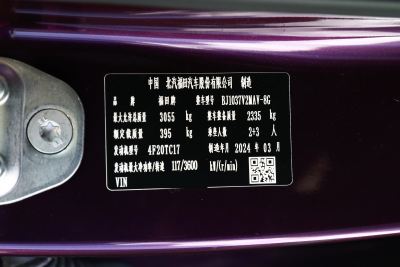 中国 北汽福田汽车股份有限公司 制造
品牌 福田牌 整车型号 BJ1037V2MAV-8G
最大允许总质量 3055 kg 整车整备质量 2335 kg
额定载质量 395 kg 乘坐人数 2+3 人
发动机型号 4F20TC17 制造年月 2024 年 03 月
发动机最大净功率/转速 117/3600 kW/(r/min)
VIN